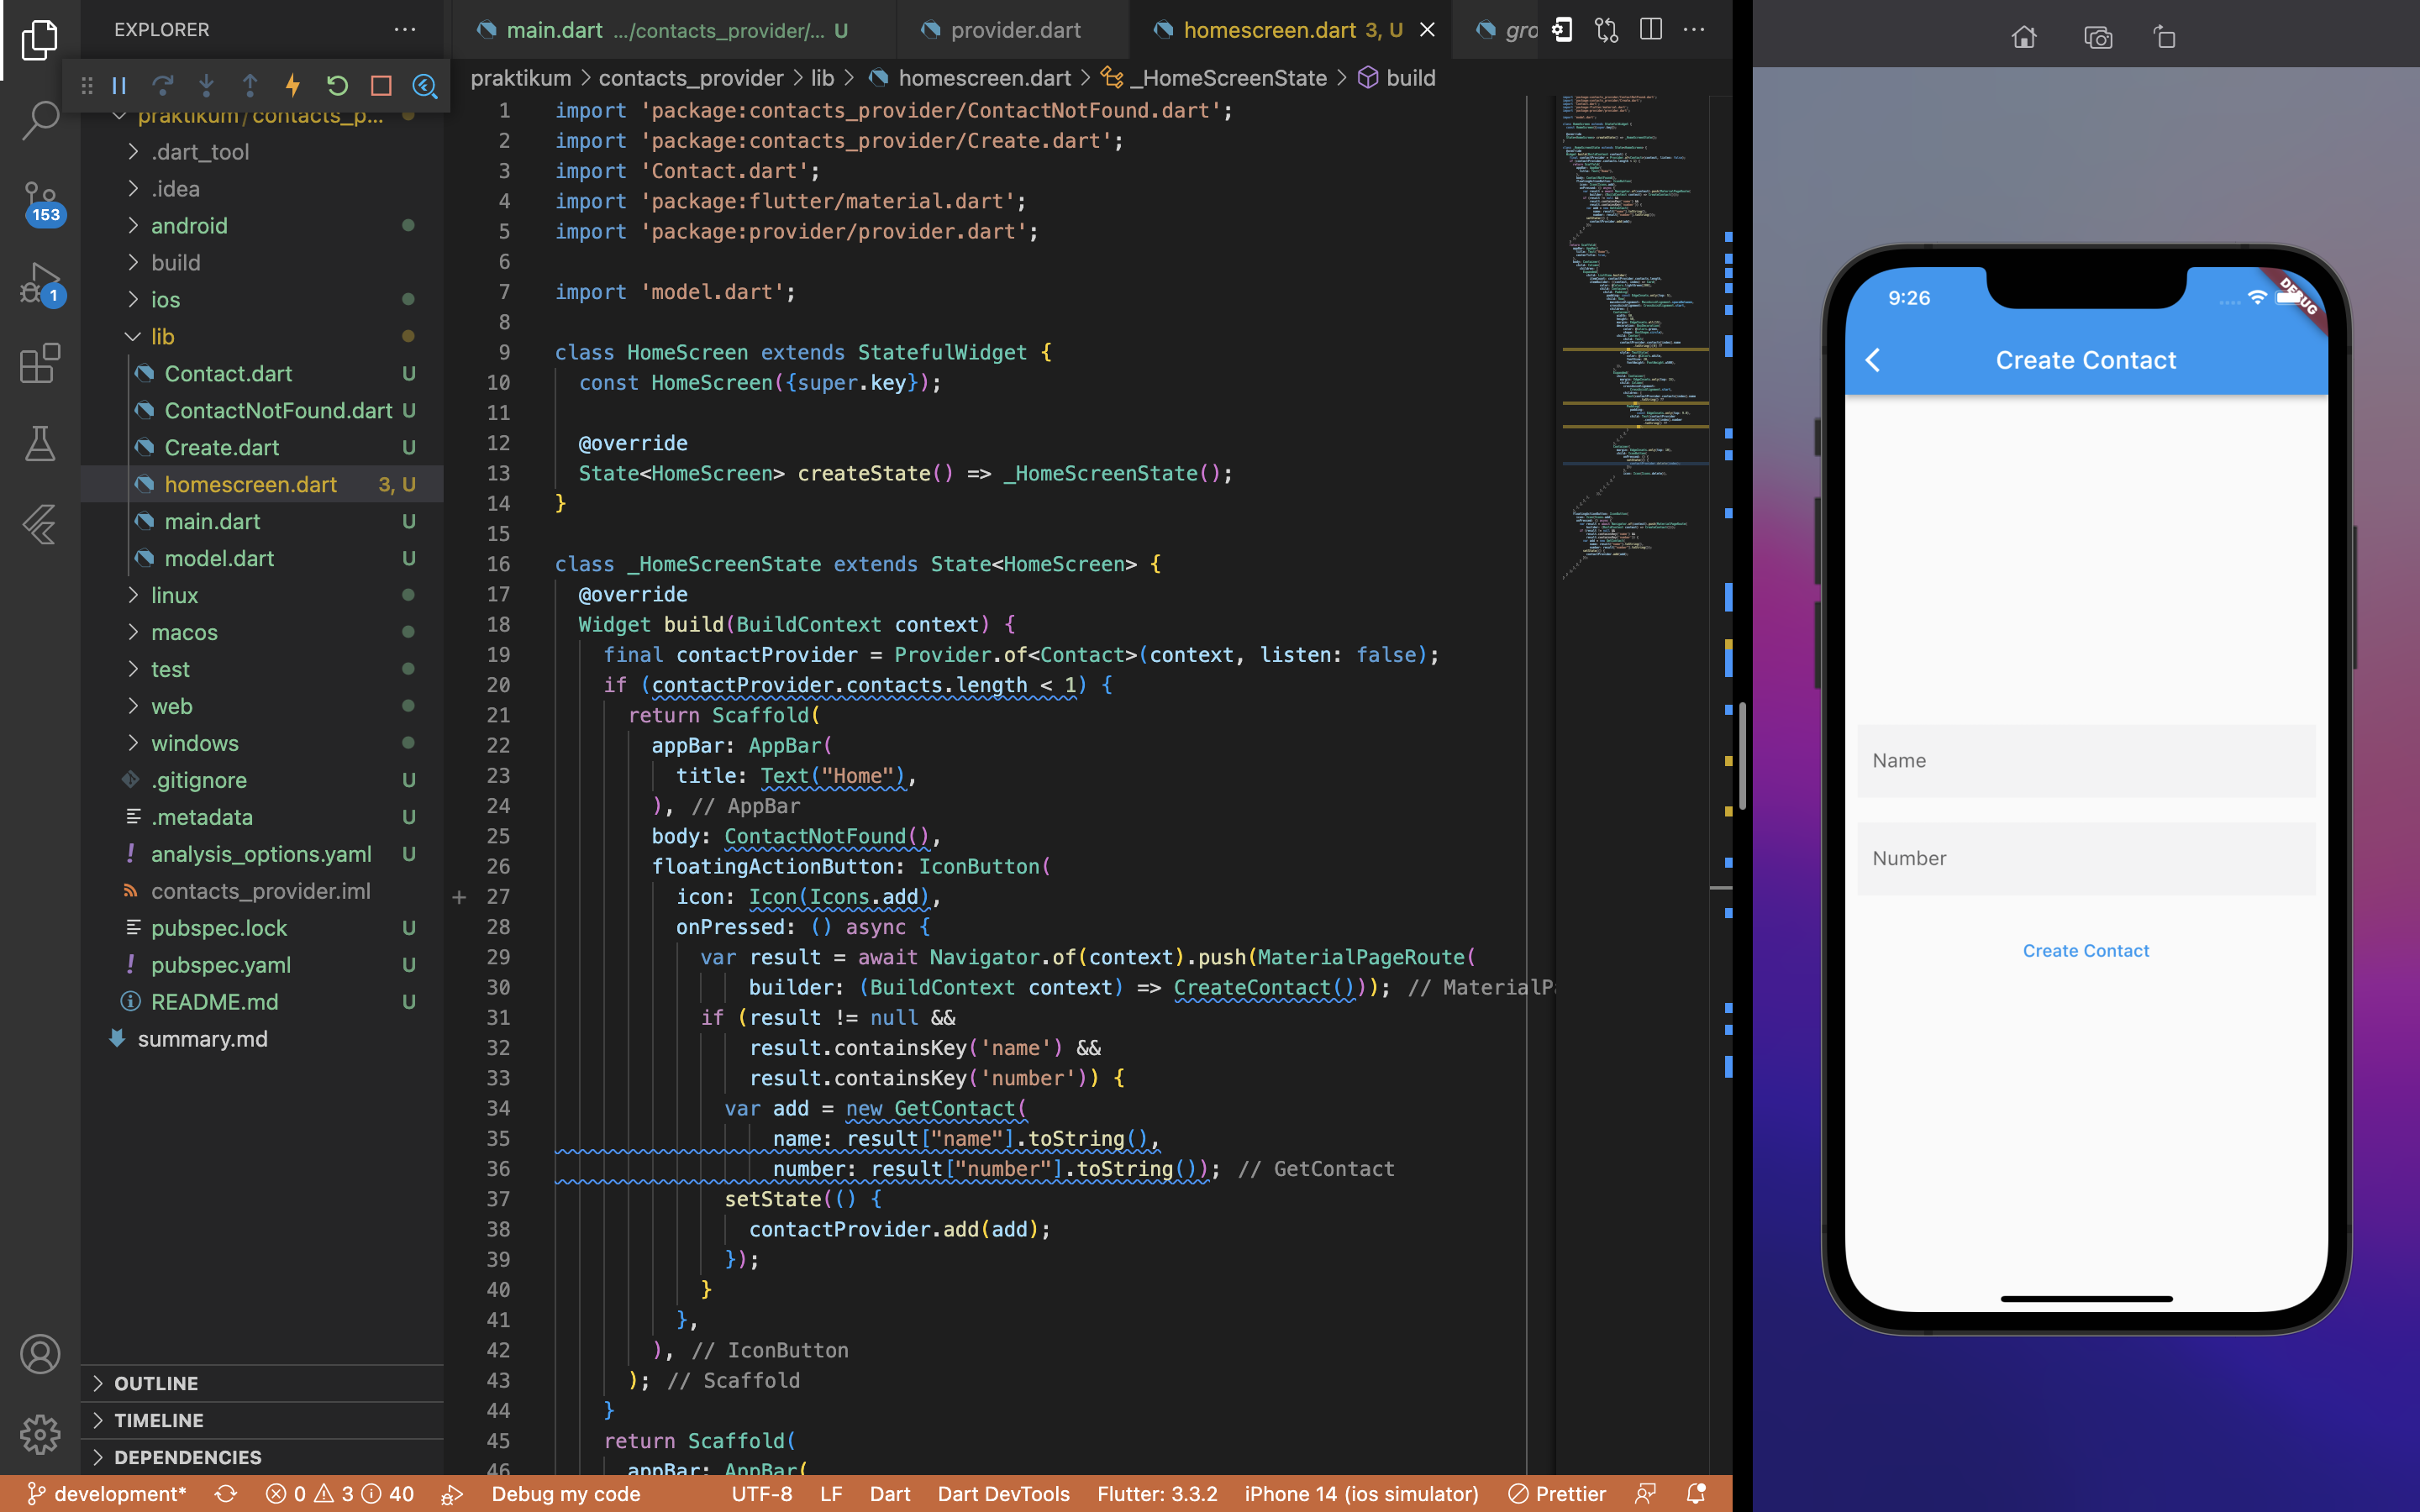 EXPLORER
main.dart .../contacts_provider/... U
provider.dart
homescreen.dart 3, U
gro
praktikum > contacts_provider > lib > homescreen.dart > _HomeScreenState > build
praktikum/contacts_p...
.dart_tool
.idea
android
build
ios
lib
Contact.dart U
ContactNotFound.dart U
Create.dart U
homescreen.dart 3, U
main.dart U
model.dart U
linux
macos
test
web
windows
.gitignore U
.metadata U
analysis_options.yaml U
contacts_provider.iml
pubspec.lock U
pubspec.yaml U
README.md U
summary.md
OUTLINE
TIMELINE
DEPENDENCIES
153
1
1 import 'package:contacts_provider/ContactNotFound.dart';
2 import 'package:contacts_provider/Create.dart';
3 import 'Contact.dart';
4 import 'package:flutter/material.dart';
5 import 'package:provider/provider.dart';
6
7 import 'model.dart';
8
9 class HomeScreen extends StatefulWidget {
10 const HomeScreen({super.key});
11
12 @override
13 State<HomeScreen> createState() => _HomeScreenState();
14 }
15
16 class _HomeScreenState extends State<HomeScreen> {
17 @override
18 Widget build(BuildContext context) {
19 final contactProvider = Provider.of<Contact>(context, listen: false);
20 if (contactProvider.contacts.length < 1) {
21 return Scaffold(
22 appBar: AppBar(
23 title: Text("Home"),
24 ), // AppBar
25 body: ContactNotFound(),
26 floatingActionButton: IconButton(
27 icon: Icon(Icons.add),
28 onPressed: () async {
29 var result = await Navigator.of(context).push(MaterialPageRoute(
30 builder: (BuildContext context) => CreateContact())); // MaterialP
31 if (result != null &&
32 result.containsKey('name') &&
33 result.containsKey('number')) {
34 var add = new GetContact(
35 name: result["name"].toString(),
36 number: result["number"].toString()); // GetContact
37 setState(() {
38 contactProvider.add(add);
39 });
40 }
41 },
42 ), // IconButton
43 ); // Scaffold
44 }
45 return Scaffold(
46 appBar: AppBar(
development* 0 3 40 Debug my code UTF-8 LF Dart Dart DevTools Flutter: 3.3.2 iPhone 14 (ios simulator) Prettier
9:26
DEBUG
Create Contact
Name
Number
Create Contact